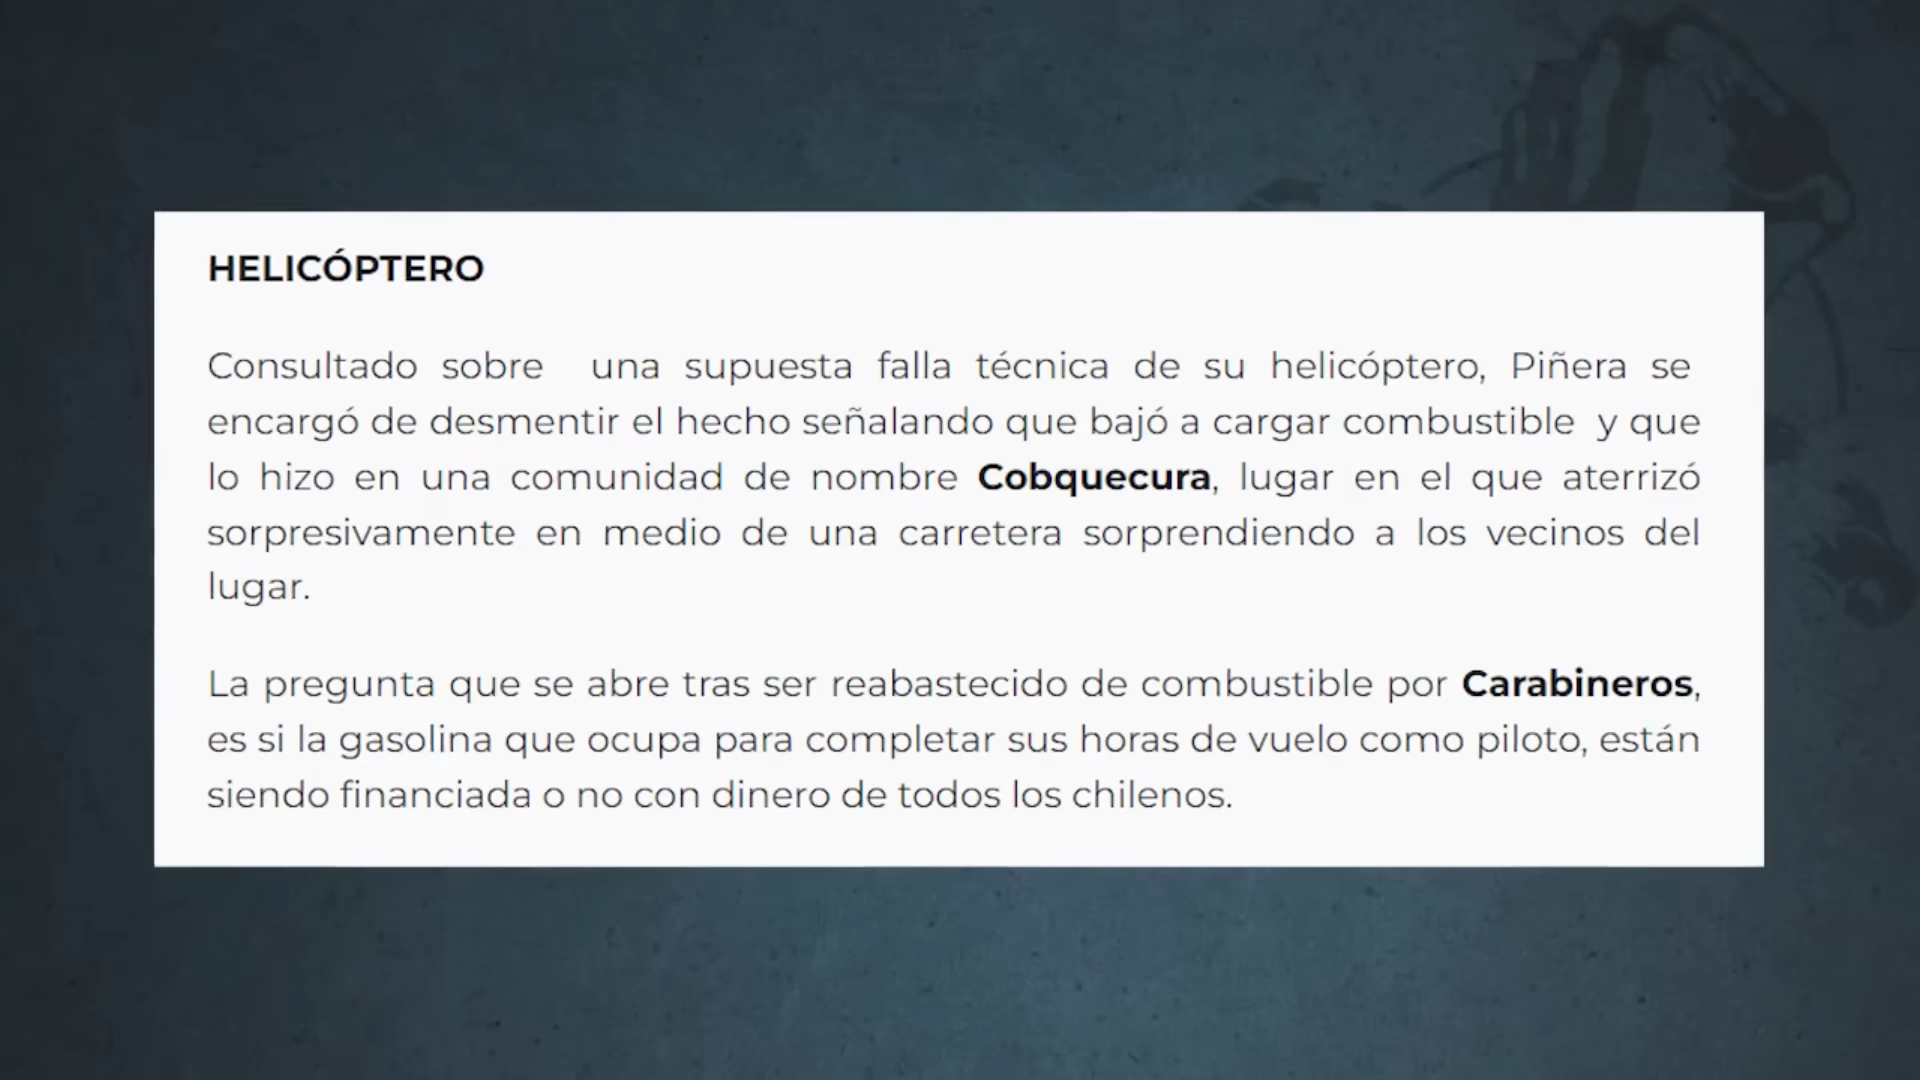 HELICÓPTERO
Consultado sobre una supuesta falla técnica de su helicóptero, Piñera se
encargó de desmentir el hecho señalando que bajó a cargar combustible y que
lo hizo en una comunidad de nombre Cobquecura, lugar en el que aterrizó
sorpresivamente en medio de una carretera sorprendiendo a los vecinos del
lugar.
La pregunta que se abre tras ser reabastecido de combustible por Carabineros,
es si la gasolina que ocupa para completar sus horas de vuelo como piloto, están
siendo financiada o no con dinero de todos los chilenos.